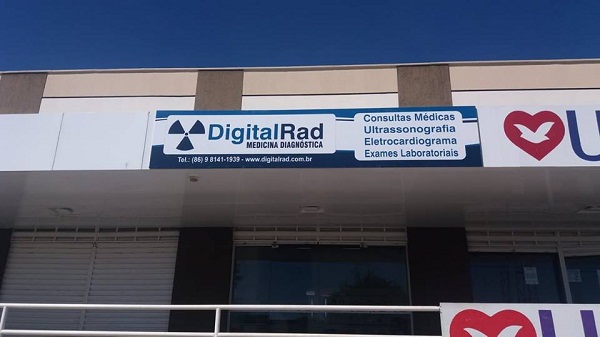 DigitalRad
MEDICINA DIAGNÓSTICA
Tel.: (86) 9 8141-1939 - www.digitalrad.com.br
Consultas Médicas
Ultrassonografia
Eletrocardiograma
Exames Laboratoriais